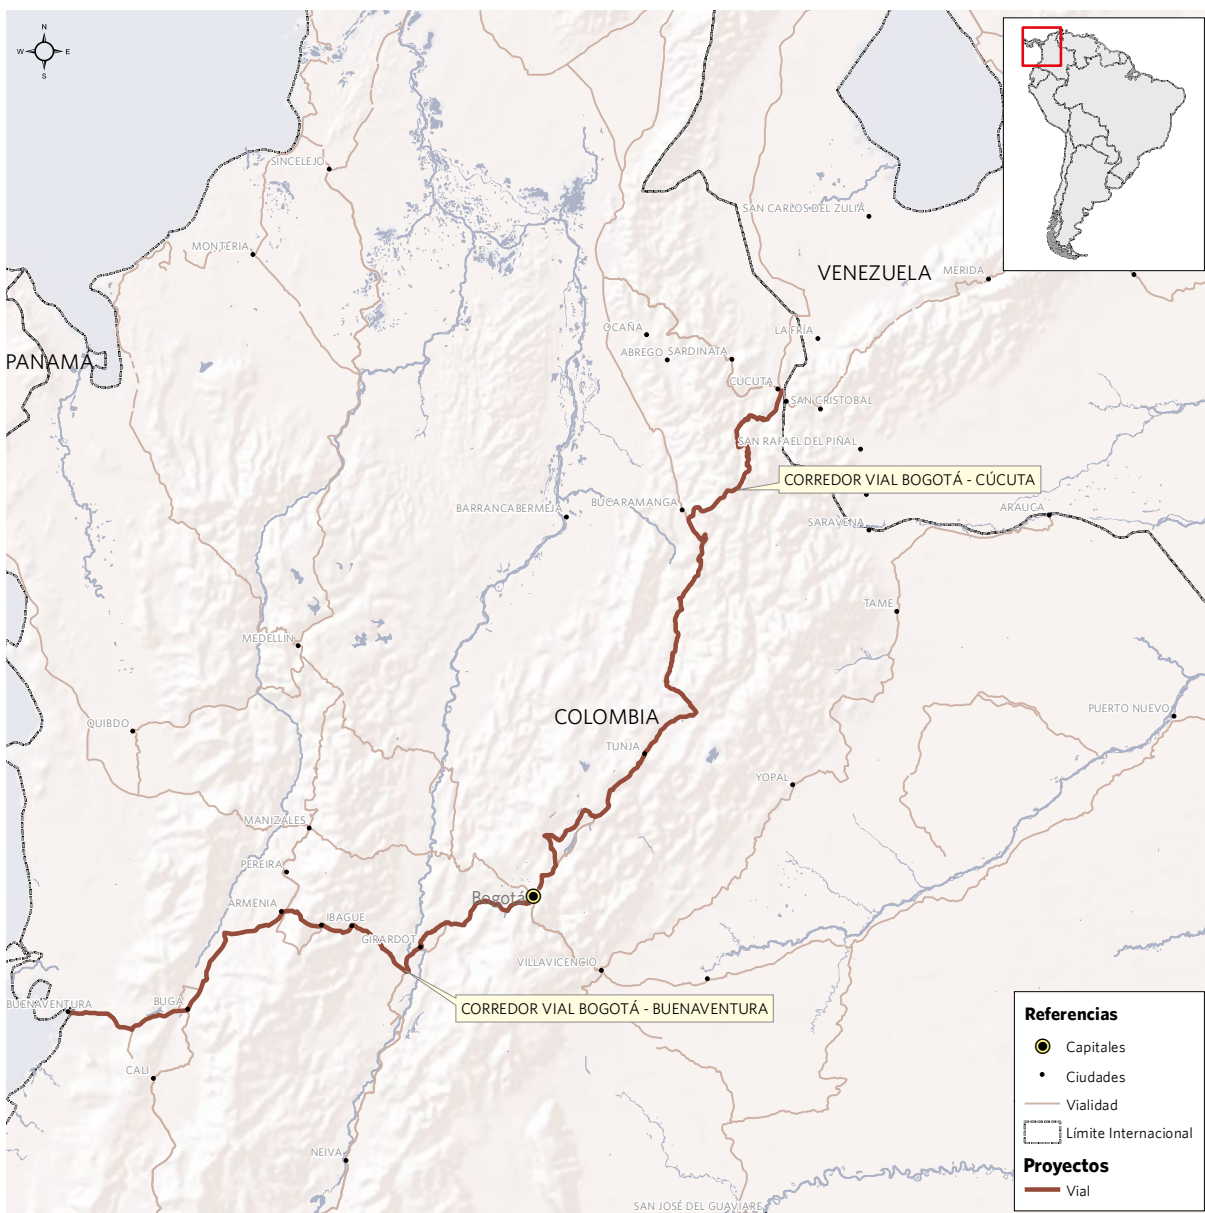 N
W
E
S
SINCELEJO
MONTERIA
SAN CARLOS DEL ZULIA
VENEZUELA
MERIDA
PANAMA
OCAÑA
LA FRÍA
ABREGO
SARDINATA
CÚCUTA
SAN CRISTOBAL
SAN RAFAEL DEL PIÑAL
CORREDOR VIAL BOGOTÁ - CÚCUTA
BARRANCABERMEJA
BUCARAMANGA
SARAVENA
ARAUCA
TAME
MEDELLIN
QUIBDO
COLOMBIA
PUERTO NUEVO
TUNJA
YOPAL
MANIZALES
PEREIRA
Bogotá
ARMENIA
IBAGUE
GIRARDOT
VILLAVICENCIO
BUENAVENTURA
BUGA
CORREDOR VIAL BOGOTÁ - BUENAVENTURA
CALI
NEIVA
SAN JOSÉ DEL GUAVIARE
Referencias
Capitales
Ciudades
Vialidad
Límite Internacional
Proyectos
Vial